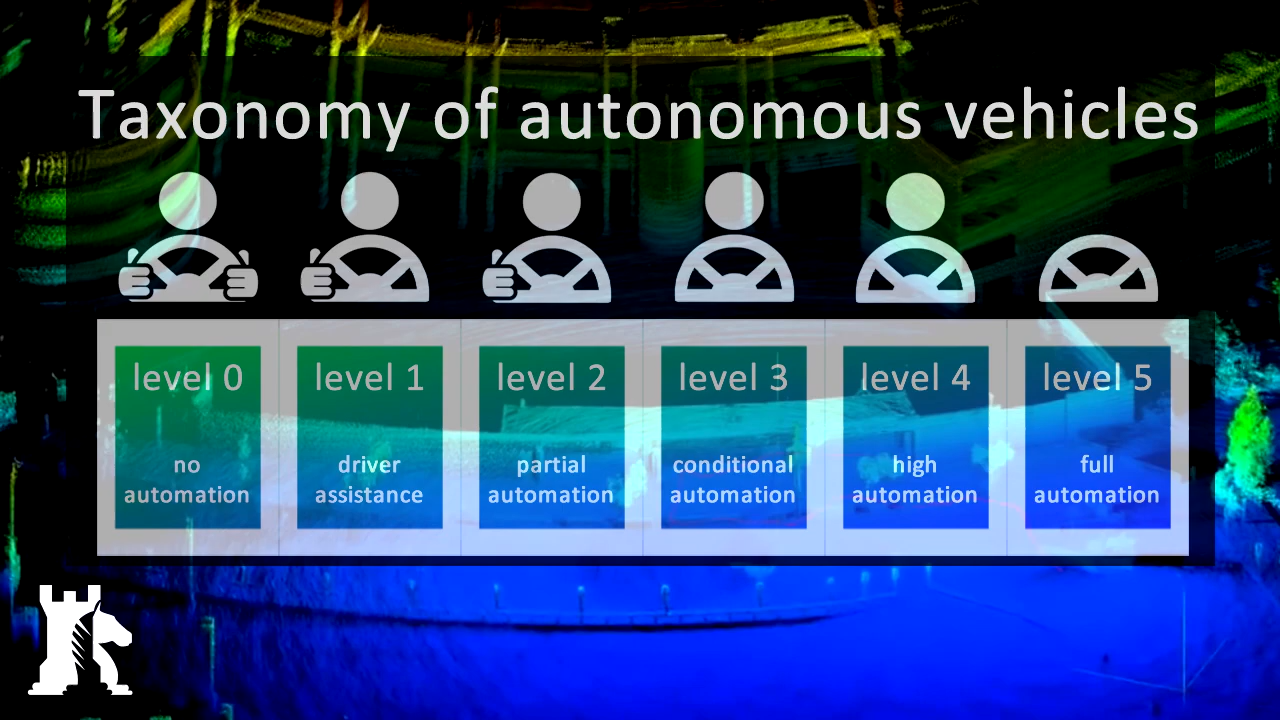 Taxonomy of autonomous vehicles
level 0
level 1
level 2
level 3
level 4
level 5
no
automation
driver
assistance
partial
automation
conditional
automation
high
automation
full
automation